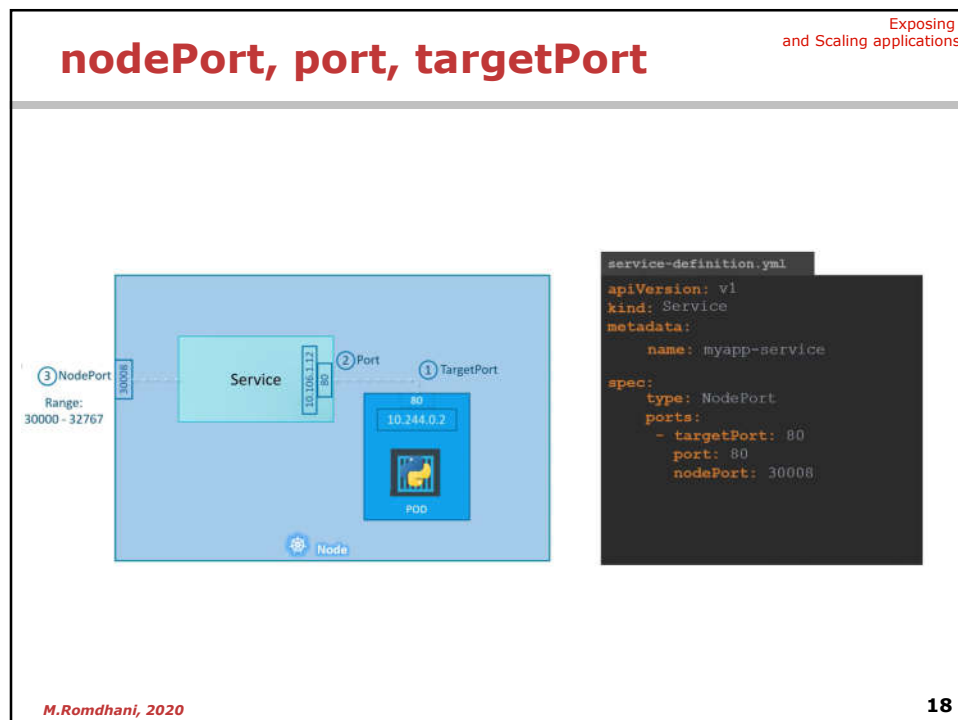 Exposing
and Scaling applications
nodePort, port, targetPort
3 NodePort
Range:
30000 - 32767
30008
Service
10.106.1.12
80
2 Port
1 TargetPort
80
10.244.0.2
POD
Node
service-definition.yml
apiVersion: v1
kind: Service
metadata:
name: myapp-service
spec:
type: NodePort
ports:
- targetPort: 80
port: 80
nodePort: 30008
M.Romdhani, 2020
18